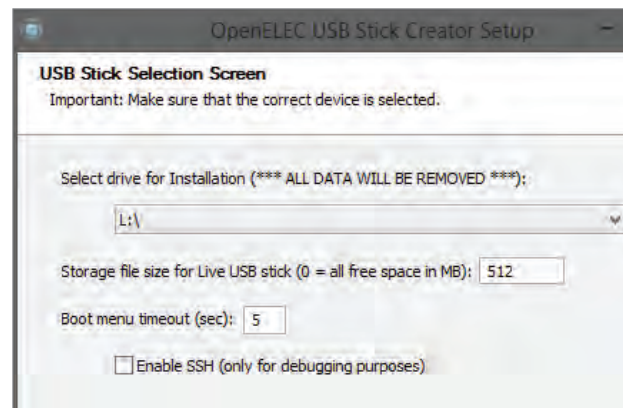 OpenELEC USB Stick Creator Setup
USB Stick Selection Screen
Important: Make sure that the correct device is selected.
Select drive for Installation (*** ALL DATA WILL BE REMOVED ***):
L:\
Storage file size for Live USB stick (0 = all free space in MB): 512
Boot menu timeout (sec): 5
Enable SSH (only for debugging purposes)